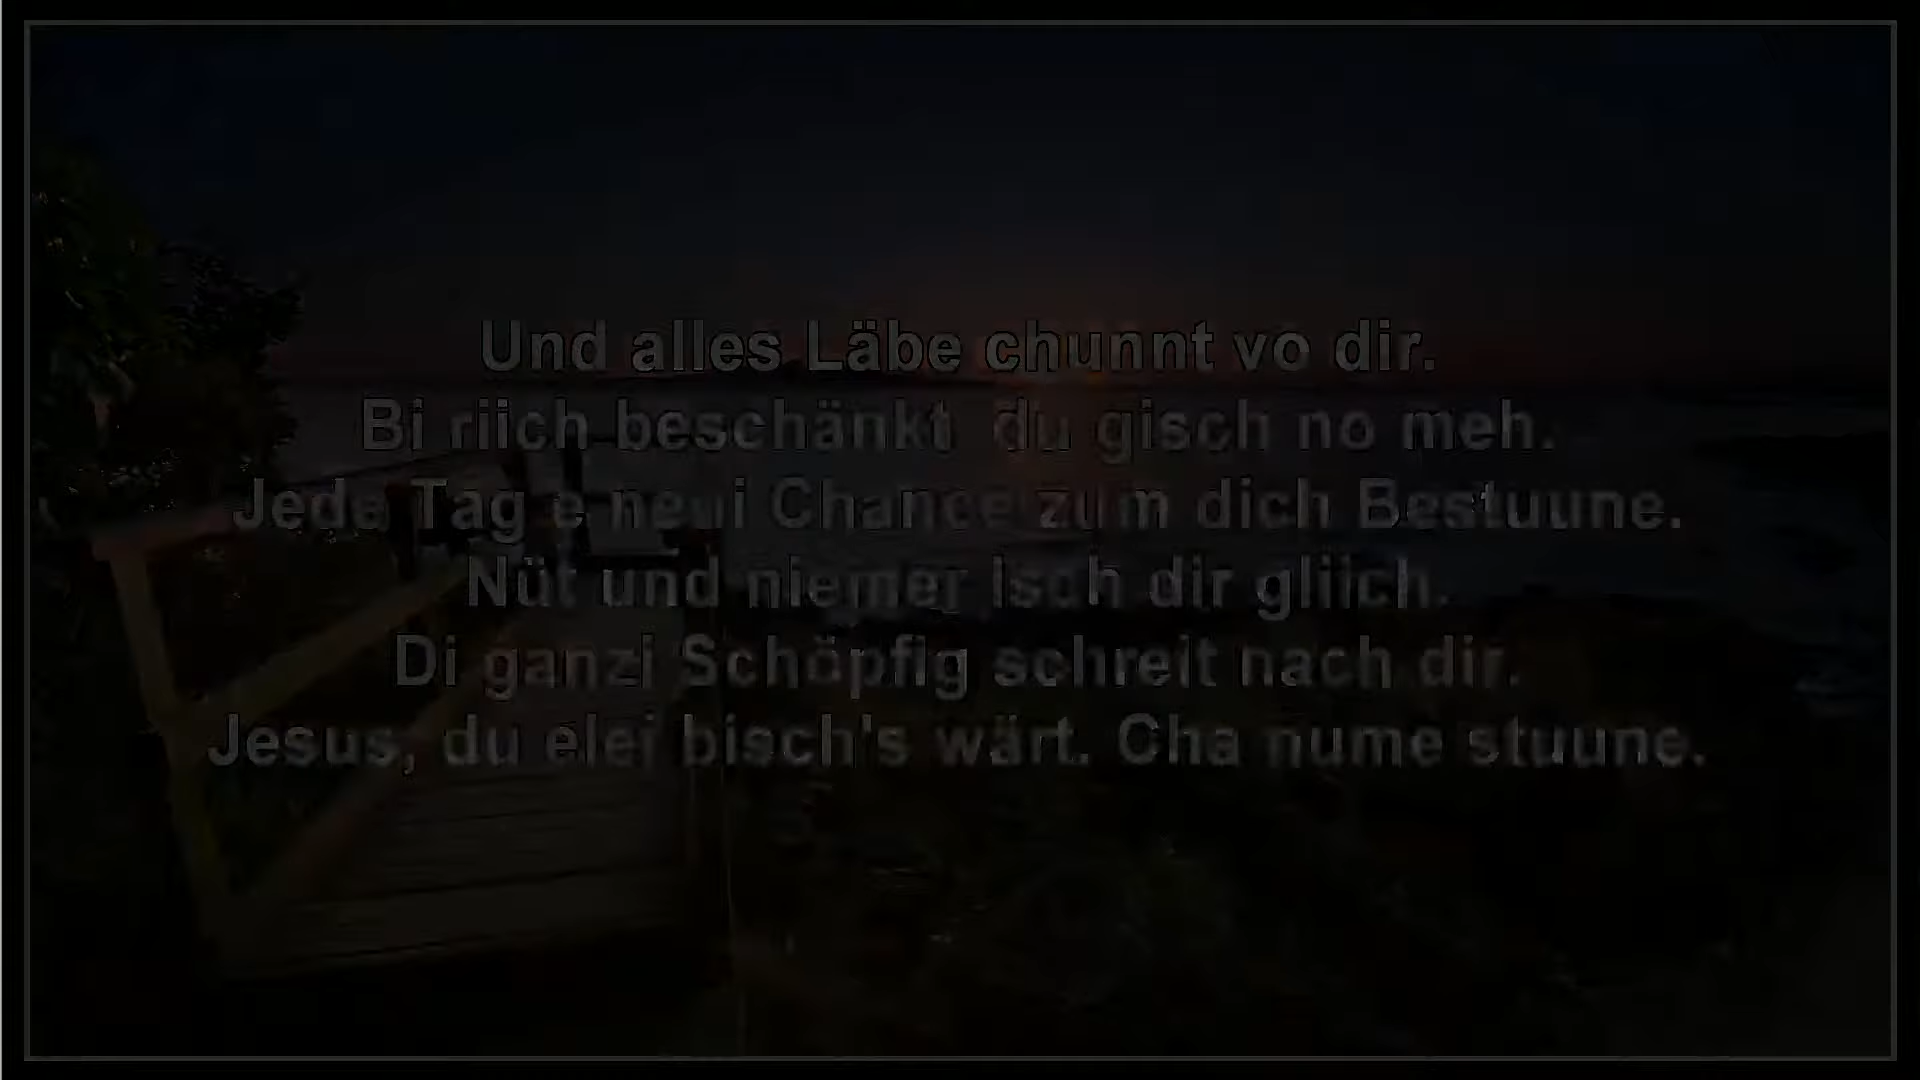 Und alles Läbe chunnt vo dir.
Bi riich beschänkt du gisch no meh.
Jede Tag e neui Chance zum dich Bestuune.
Nüt und niemer isch dir gliich.
Di ganzi Schöpfig schreit nach dir.
Jesus, du elei bisch's wärt. Cha nume stuune.